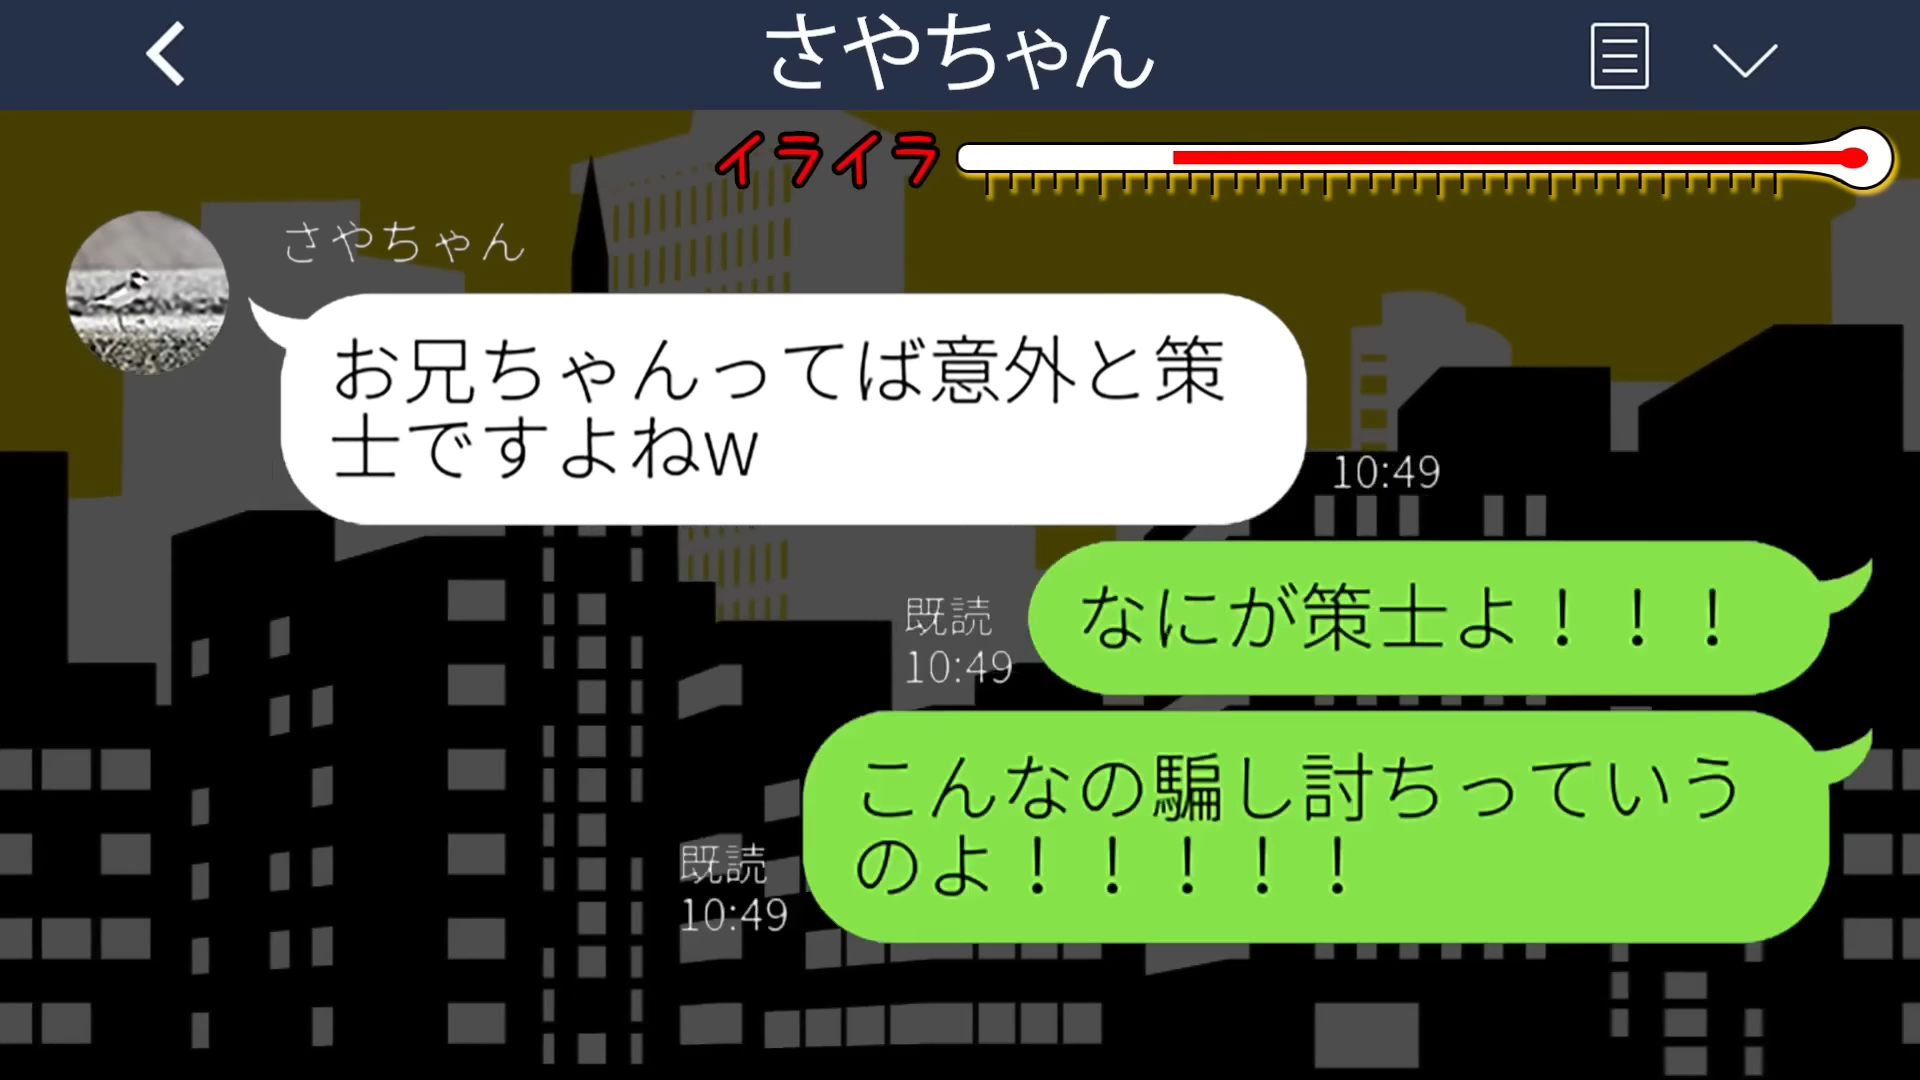 さやちゃん
イライラ
さやちゃん
お兄ちゃんってば意外と策
士ですよねw
10:49
なにが策士よ！！！
既読
10:49
こんなの騙し討ちっていう
のよ！！！！！
既読
10:49